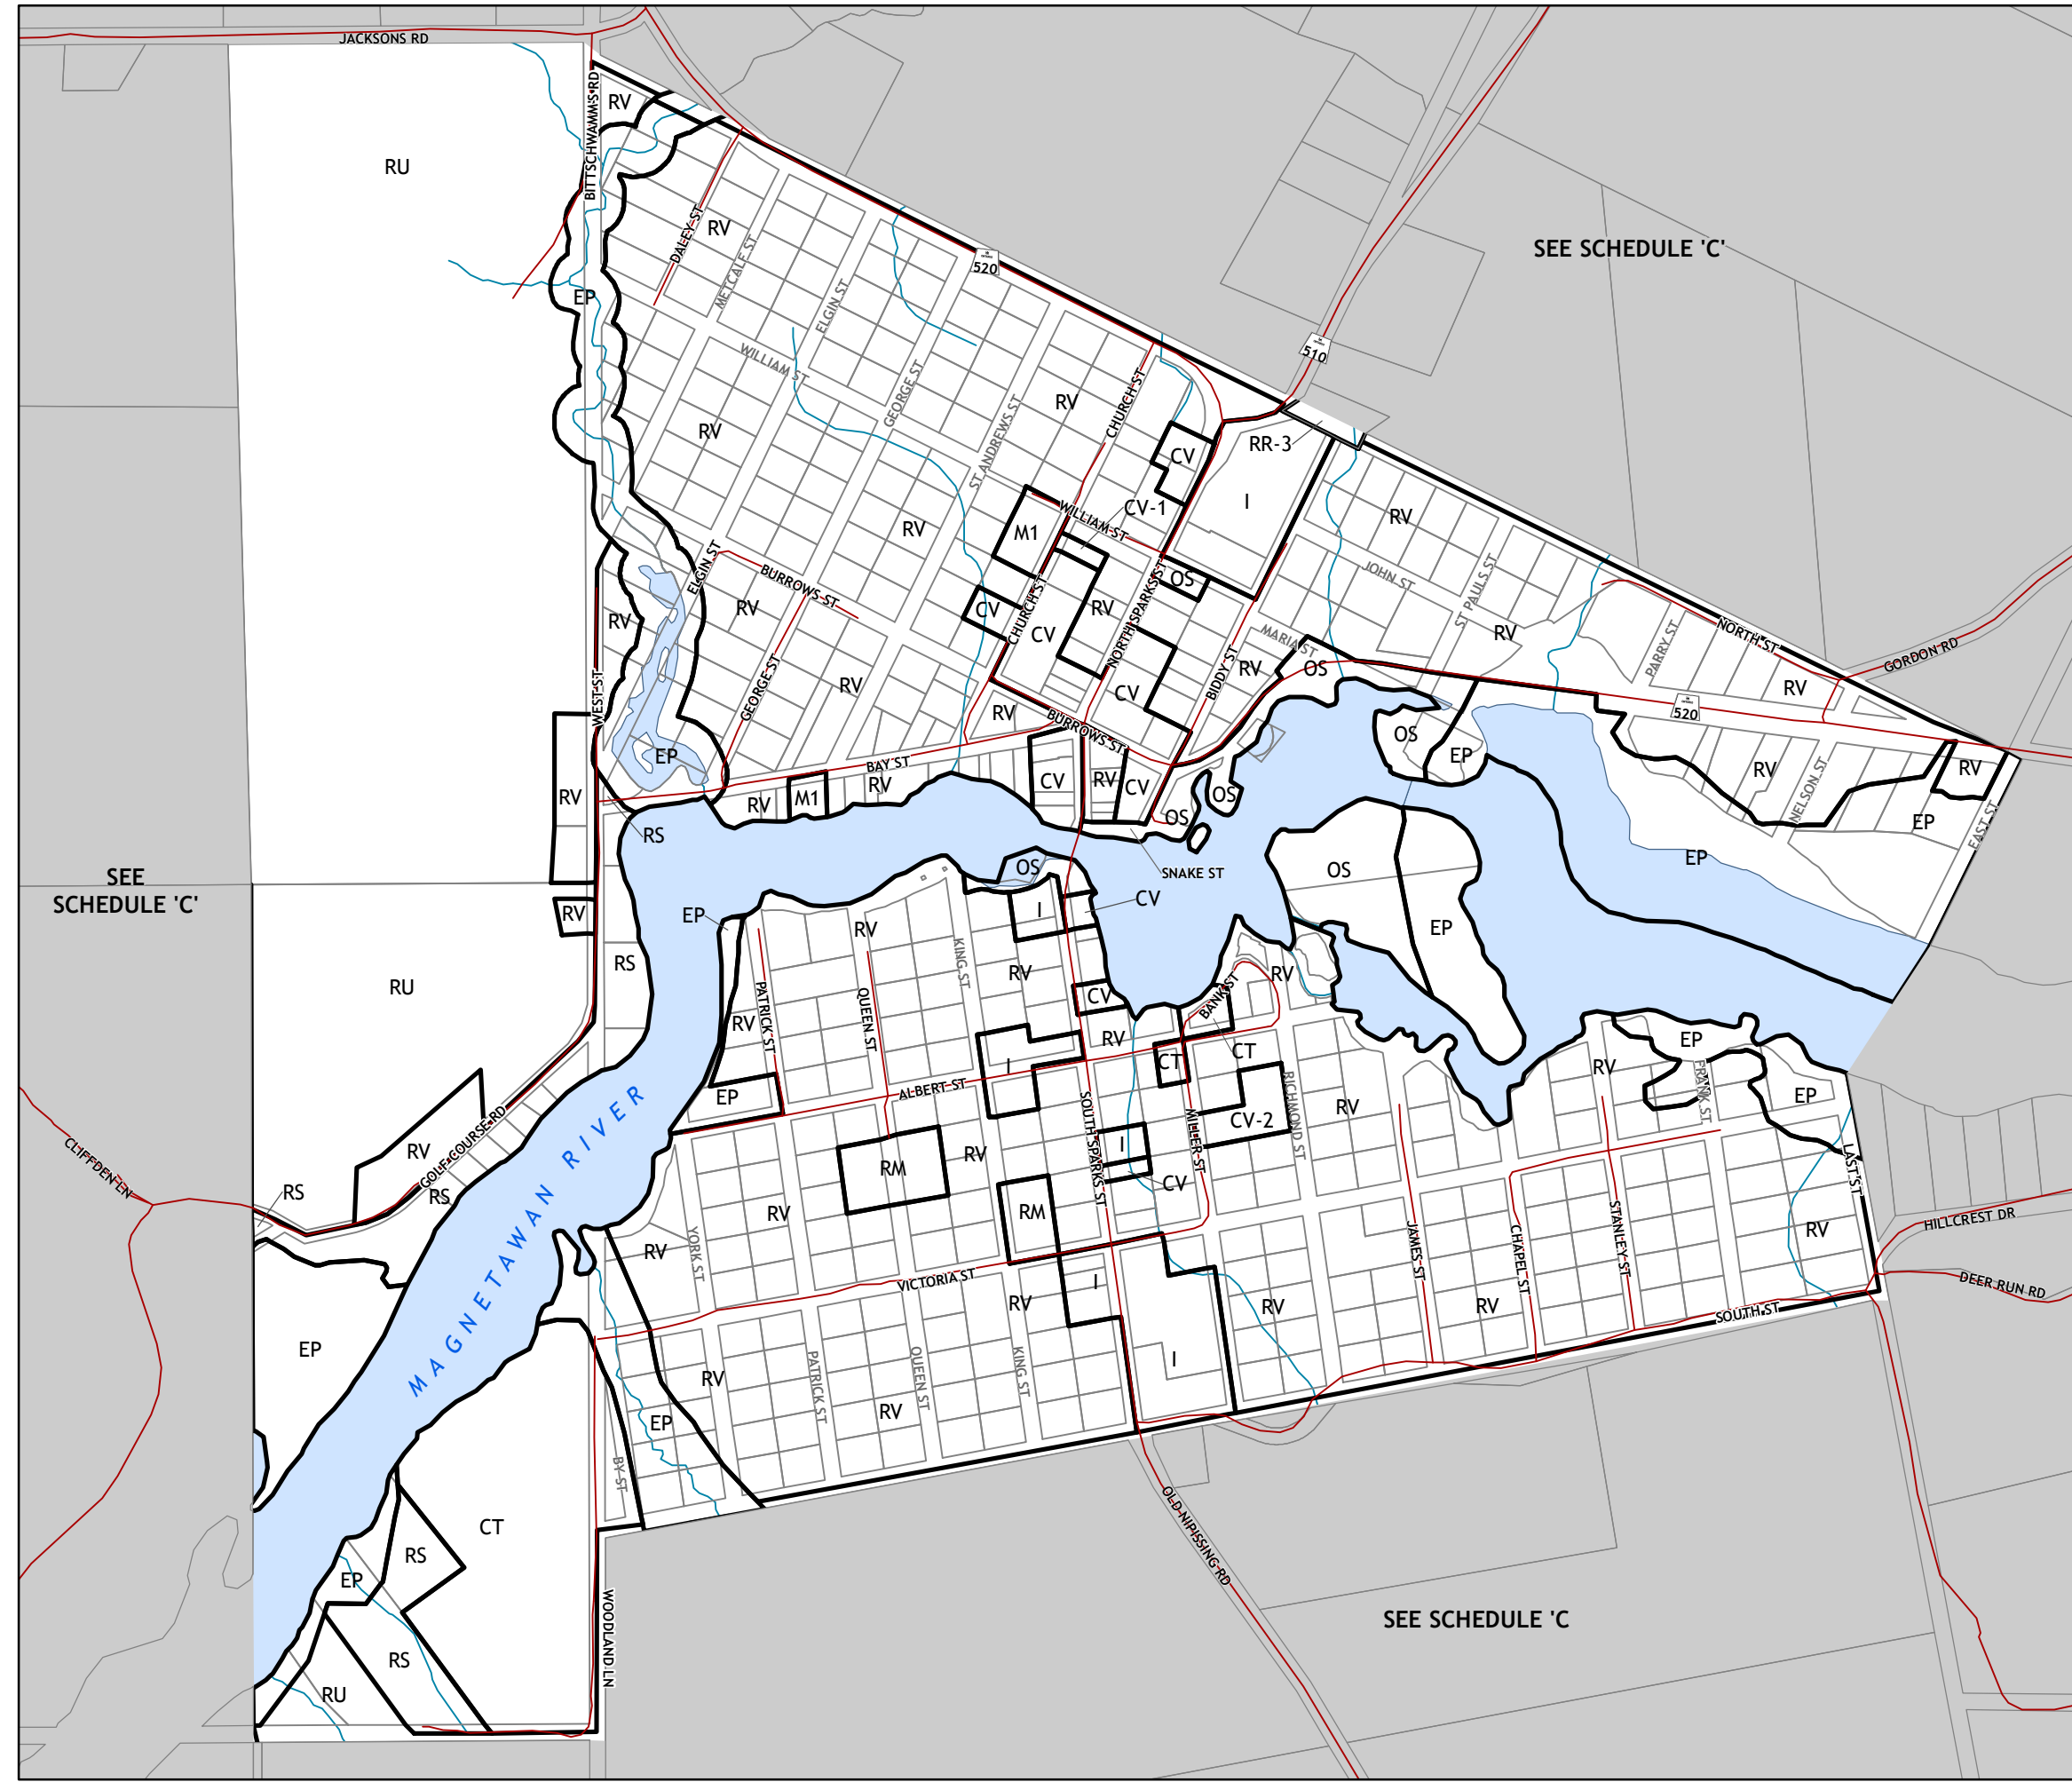 JACKSONS RD
BITTSCHWAMMS RD
RV
RU
DALEY ST
RV
METCALF ST
520
SEE SCHEDULE 'C'
EP
ELGIN ST
WILLIAM ST
GEORGE ST
510
ST ANDREWS ST
RV
CHURCH ST
RV
RR-3
CV
I
CV-1
RV
WILLIAM ST
M1
RV
ELGIN ST
BURROWS ST
OS
JOHN ST
ST PAULS ST
RV
CV
CHURCH ST
RV
NORTH SPARKS ST
RV
CV
MARIA ST
RV
NORTH ST
PARRY ST
GORDON RD
WEST ST
GEORGE ST
RV
CV
BIDDY ST
RV
OS
RV
520
RV
BURROWS ST
OS
EP
EP
BAY ST
RV
NELSON ST
RV
RV
RV
M1
RV
CV
RV
CV
OS
OS
EP
EAST ST
RS
SNAKE ST
EP
SEE
SCHEDULE 'C'
OS
OS
CV
RV
EP
RV
I
EP
KING ST
RS
RV
RV
RU
PATRICK ST
QUEEN ST
CV
BANK ST
RV
RV
EP
I
CT
CT
RV
FRANK ST
EP
ALBERT ST
EP
RICHMOND ST
RV
CV-2
SOUTH SPARKS ST
MILLER ST
MAGNETAWAN RIVER
CLIFFDEN LN
RV
GOLF COURSE RD
RS
RS
RM
RV
I
CV
LAST ST
RV
RM
HILLCREST DR
YORK ST
RV
JAMES ST
CHAPEL ST
STANLEY ST
RV
VICTORIA ST
I
RV
RV
RV
DEER RUN RD
SOUTH ST
EP
RV
PATRICK ST
QUEEN ST
KING ST
I
RV
EP
BY ST
CT
RS
EP
OLD NIPISSING RD
WOODLAND LN
SEE SCHEDULE 'C
RS
RU